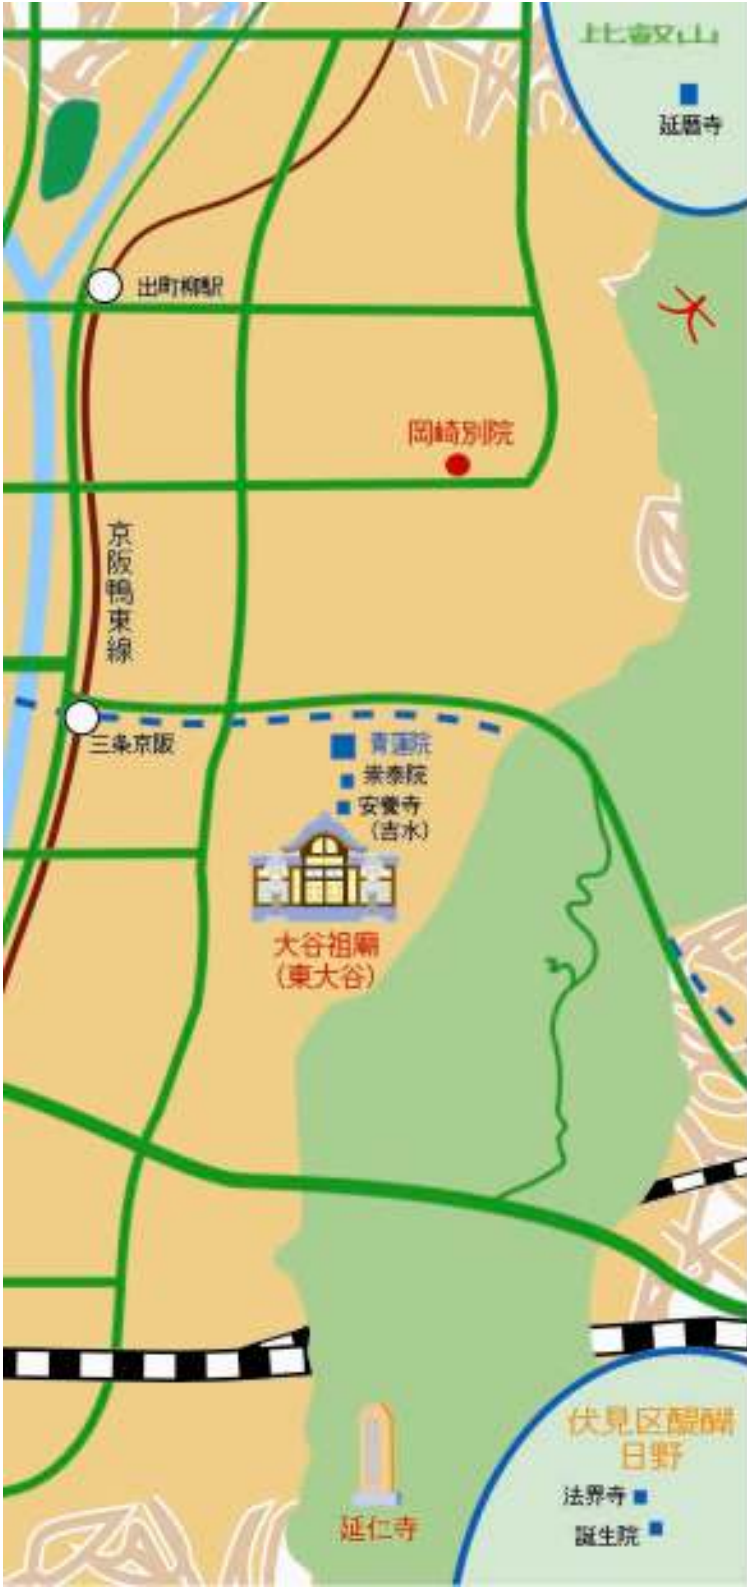 比叡山
延暦寺
出町柳駅
大
岡崎別院
京阪鴨東線
三条京阪
青蓮院
崇泰院
安養寺
(吉水)
大谷祖廟
(東大谷)
伏見区醍醐
日野
法界寺
誕生院
延仁寺